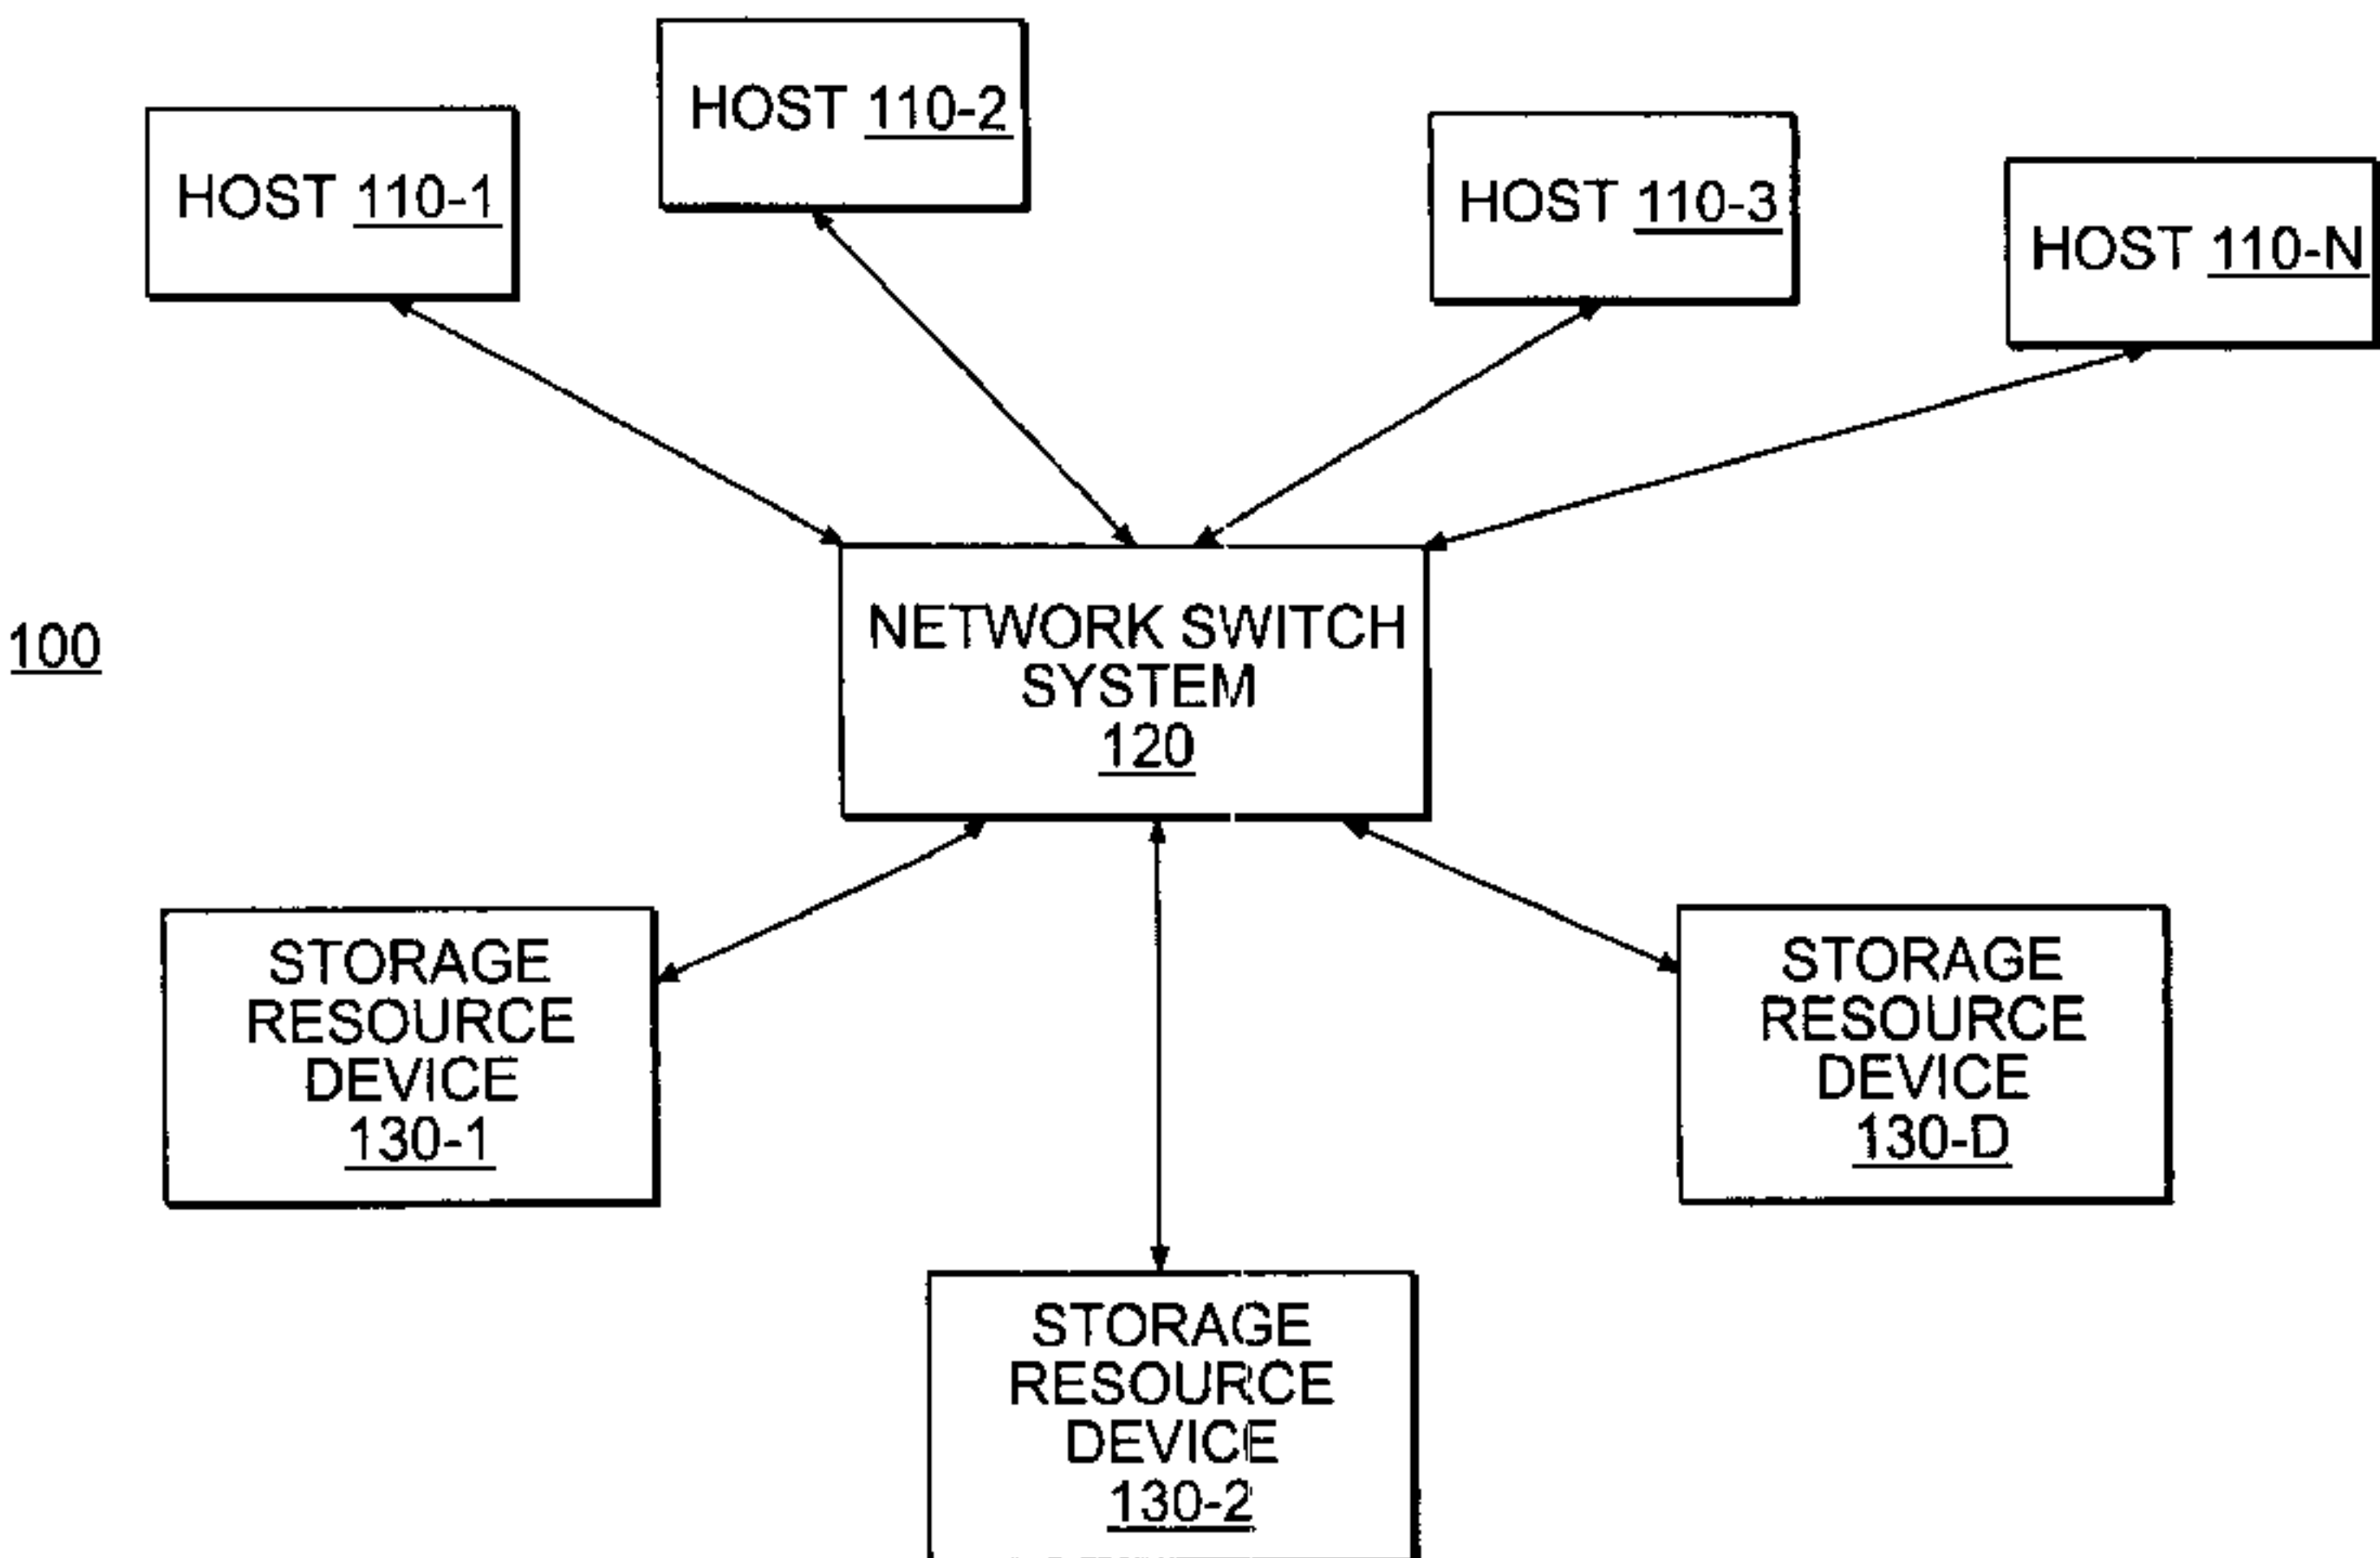 HOST 110-1
HOST 110-2
HOST 110-3
HOST 110-N
100
NETWORK SWITCH
SYSTEM
120
STORAGE
RESOURCE
DEVICE
130-1
STORAGE
RESOURCE
DEVICE
130-D
STORAGE
RESOURCE
DEVICE
130-2